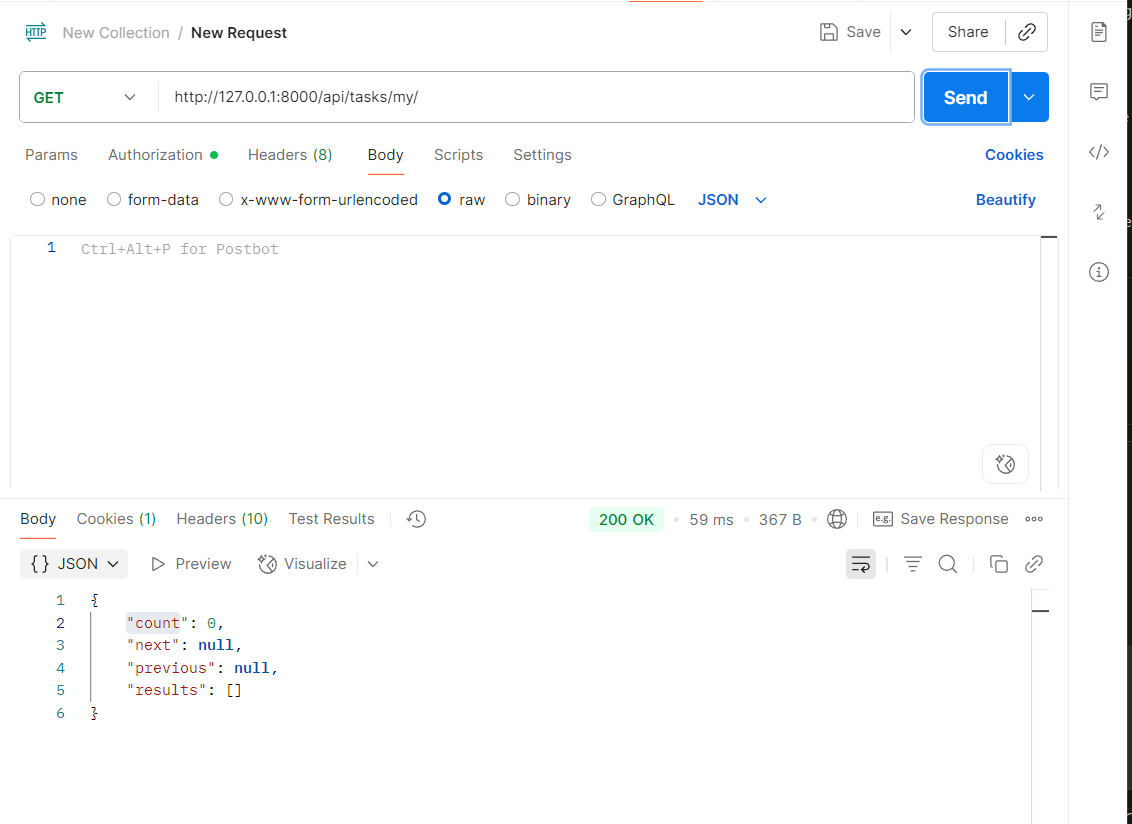 HTTP New Collection / New Request Save Share
GET http://127.0.0.1:8000/api/tasks/my/ Send
Params Authorization Headers (8) Body Scripts Settings Cookies
none form-data x-www-form-urlencoded raw binary GraphQL JSON Beautify
1 Ctrl+Alt+P for Postbot
Body Cookies (1) Headers (10) Test Results 200 OK 59 ms 367 B e.g. Save Response
{} JSON Preview Visualize
1 {
2 "count": 0,
3 "next": null,
4 "previous": null,
5 "results": []
6 }